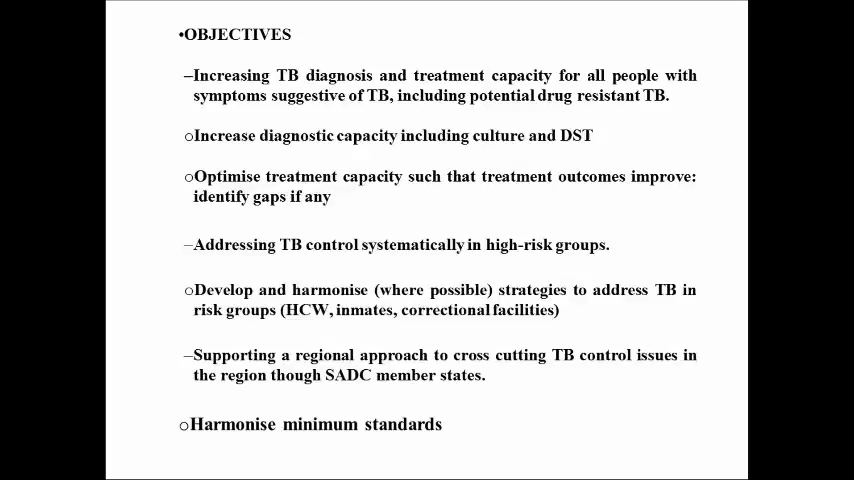 •OBJECTIVES
–Increasing TB diagnosis and treatment capacity for all people with
symptoms suggestive of TB, including potential drug resistant TB.
oIncrease diagnostic capacity including culture and DST
oOptimise treatment capacity such that treatment outcomes improve:
identify gaps if any
–Addressing TB control systematically in high-risk groups.
oDevelop and harmonise (where possible) strategies to address TB in
risk groups (HCW, inmates, correctional facilities)
–Supporting a regional approach to cross cutting TB control issues in
the region though SADC member states.
oHarmonise minimum standards